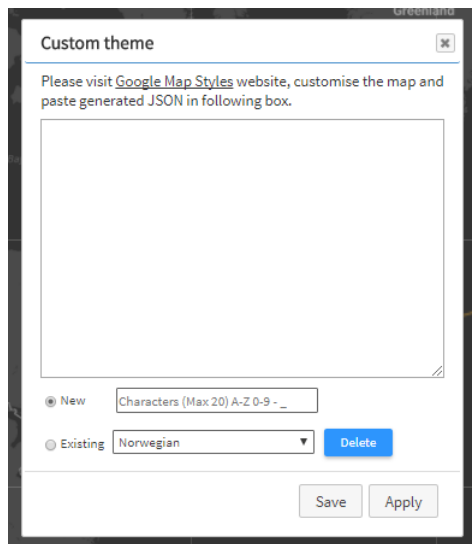 Greenland
Custom theme
Please visit Google Map Styles website, customise the map and
paste generated JSON in following box.
New
Characters (Max 20) A-Z 0-9 - _
Existing
Norwegian
Delete
Save
Apply